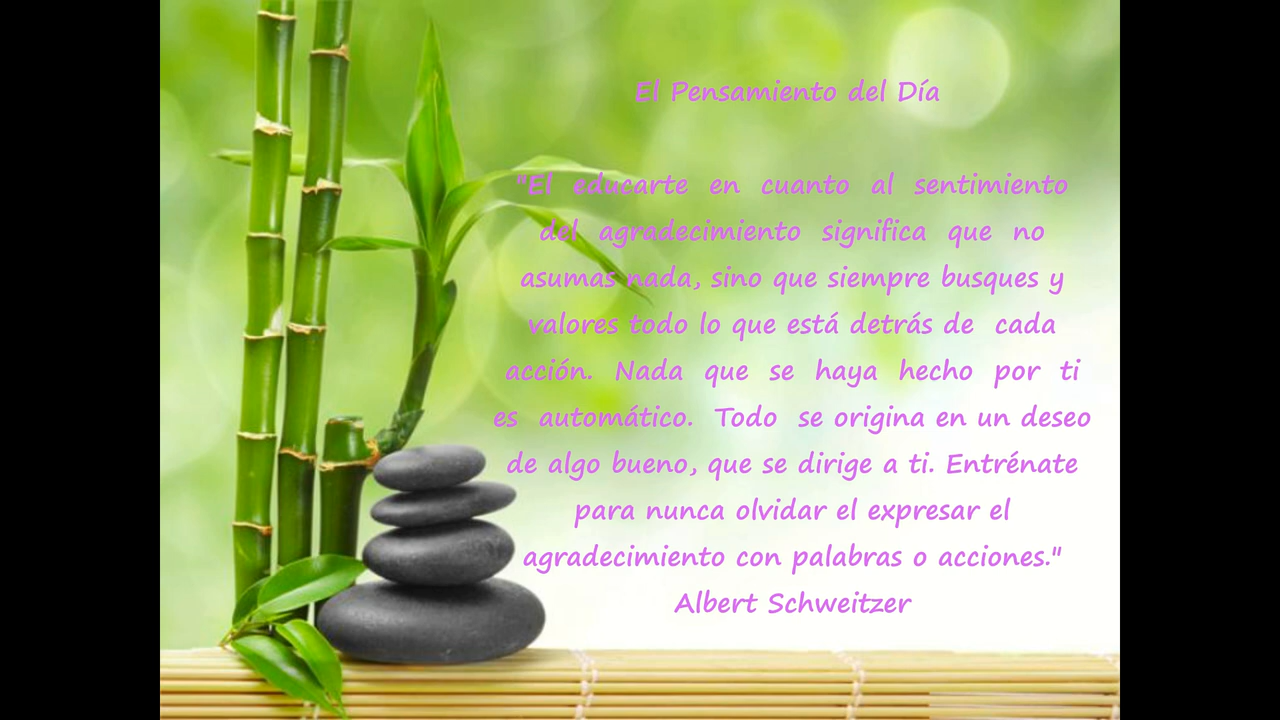 El Pensamiento del Día
"El educarte en cuanto al sentimiento
del agradecimiento significa que no
asumas nada, sino que siempre busques y
valores todo lo que está detrás de cada
acción. Nada que se haya hecho por ti
es automático. Todo se origina en un deseo
de algo bueno, que se dirige a ti. Entrénate
para nunca olvidar el expresar el
agradecimiento con palabras o acciones."
Albert Schweitzer